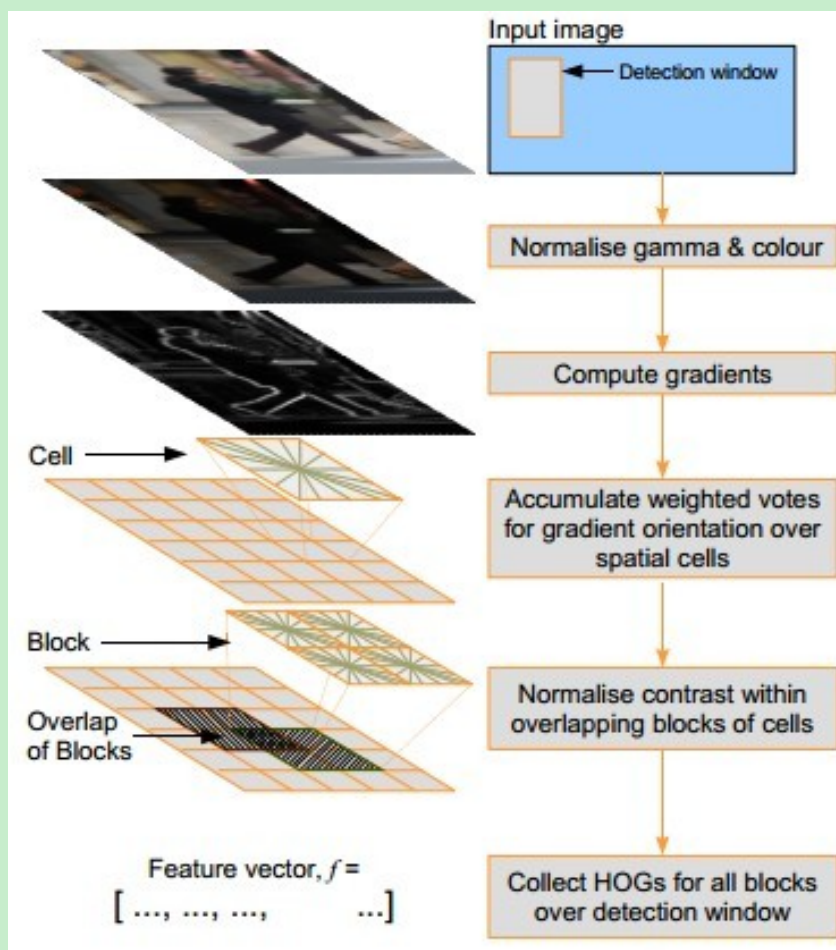 Input image
Detection window
Normalise gamma & colour
Compute gradients
Cell
Accumulate weighted votes
for gradient orientation over
spatial cells
Block
Overlap
of Blocks
Normalise contrast within
overlapping blocks of cells
Feature vector, f =
[ ..., ..., ..., ...]
Collect HOGs for all blocks
over detection window